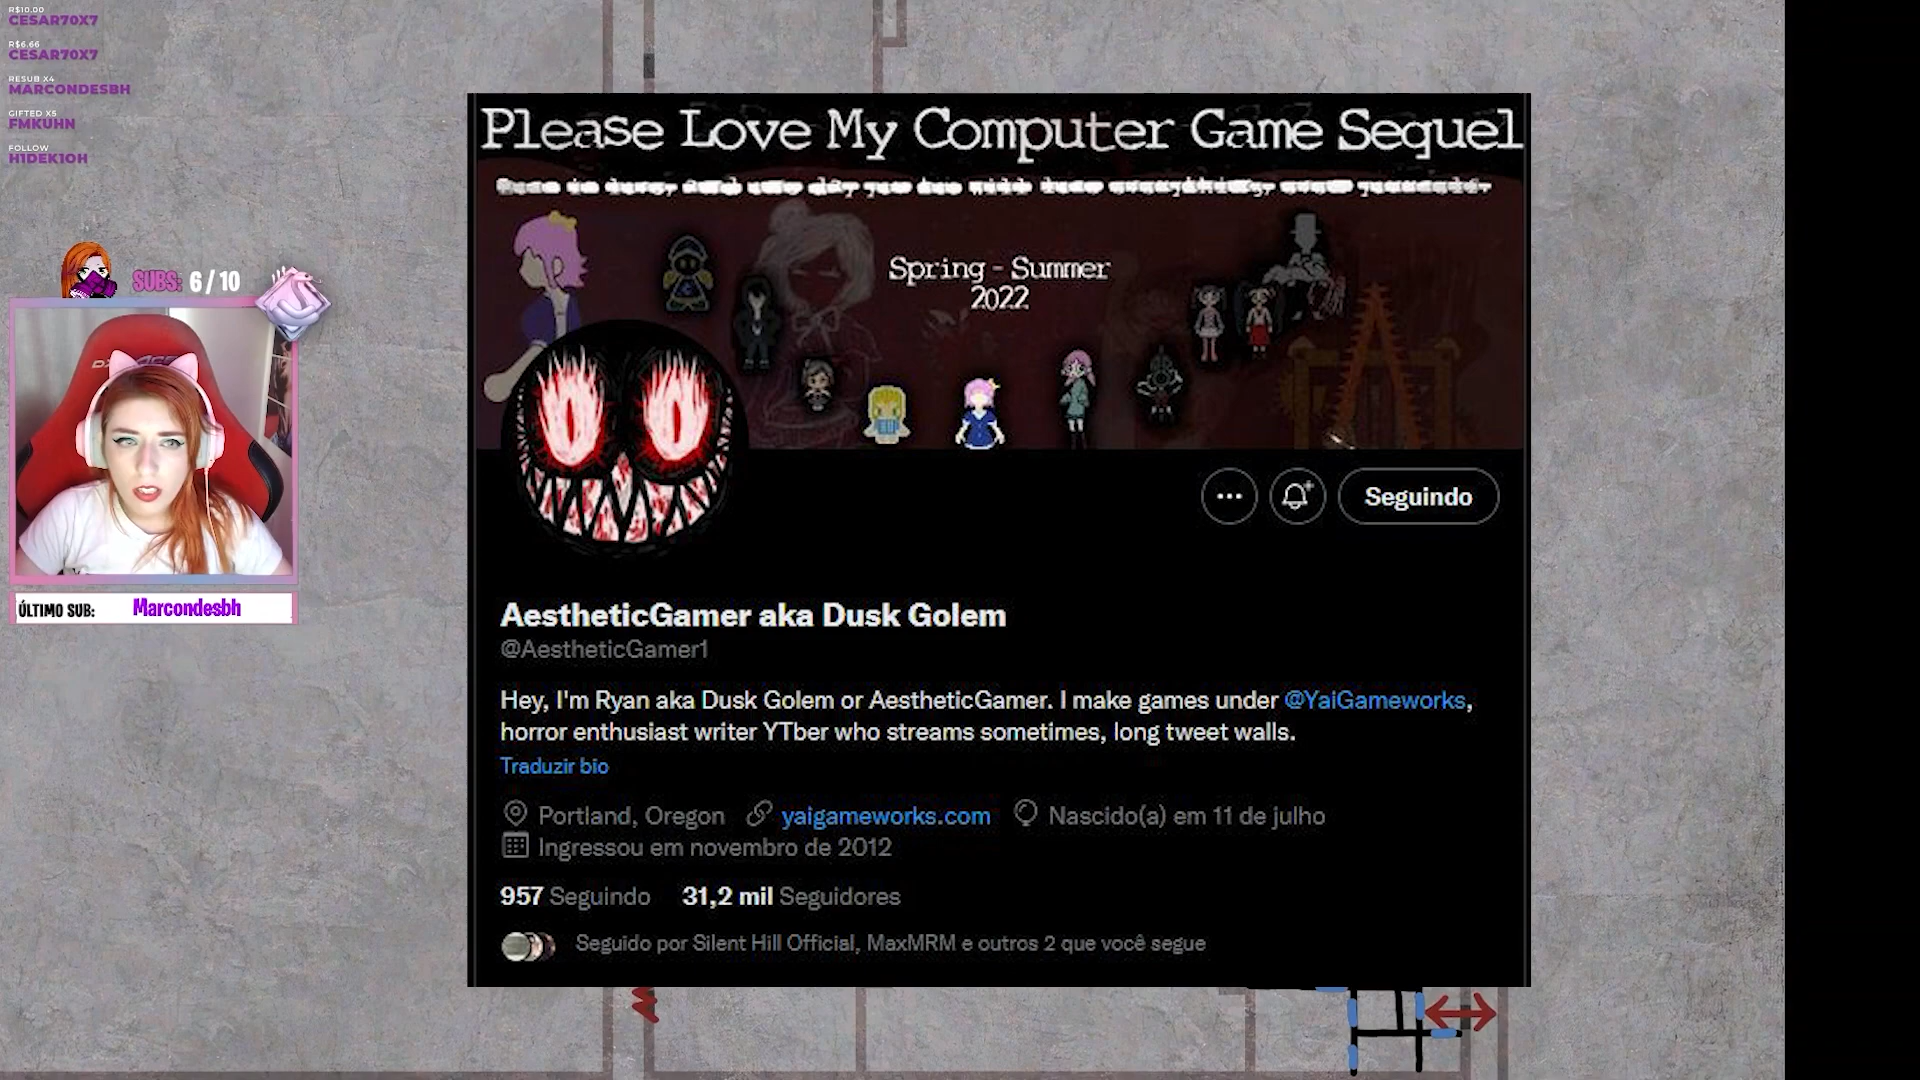 R$10.00
CESAR70X7
R$6.66
CESAR70X7
RESUB X4
MARCONDESBH
GIFTED X5
FMKUHN
FOLLOW
H1DEK1OH
SUBS: 6 / 10
ÚLTIMO SUB: Marcondesbh
Please Love My Computer Game Sequel
Spring - Summer
2022
Seguindo
AestheticGamer aka Dusk Golem
@AestheticGamer1
Hey, I'm Ryan aka Dusk Golem or AestheticGamer. I make games under @YaiGameworks,
horror enthusiast writer YTber who streams sometimes, long tweet walls.
Traduzir bio
Portland, Oregon yaigameworks.com Nascido(a) em 11 de julho
Ingressou em novembro de 2012
957 Seguindo 31,2 mil Seguidores
Seguido por Silent Hill Official, MaxMRM e outros 2 que você segue